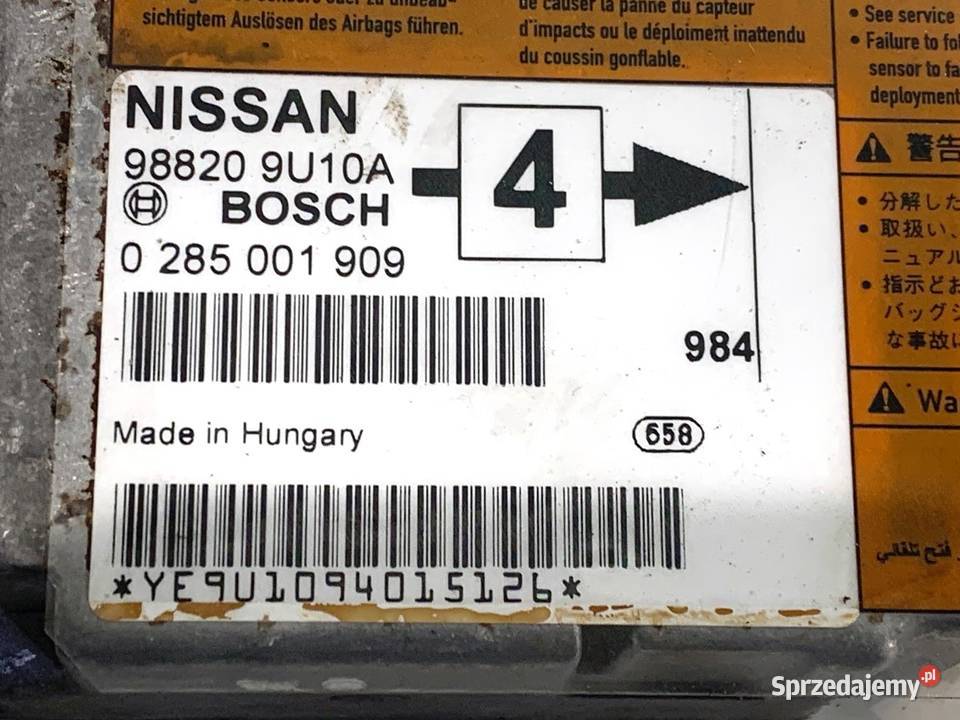 sichtigtem Auslösen des Airbags führen.
de causer la panne du capteur
d'impacts ou le déploiement inattendu
du coussin gonflable.
• See service
• Failure to
sensor to
deployment
NISSAN
98820 9U10A
BOSCH
0 285 001 909
4
984
Made in Hungary
658
*YE9U1094015126*
警告
• 分解した
• 取扱い、
ニュアル
• 指示どお
バッグシ
な事故に
فتح تلقائي
Sprzedajemy.pl